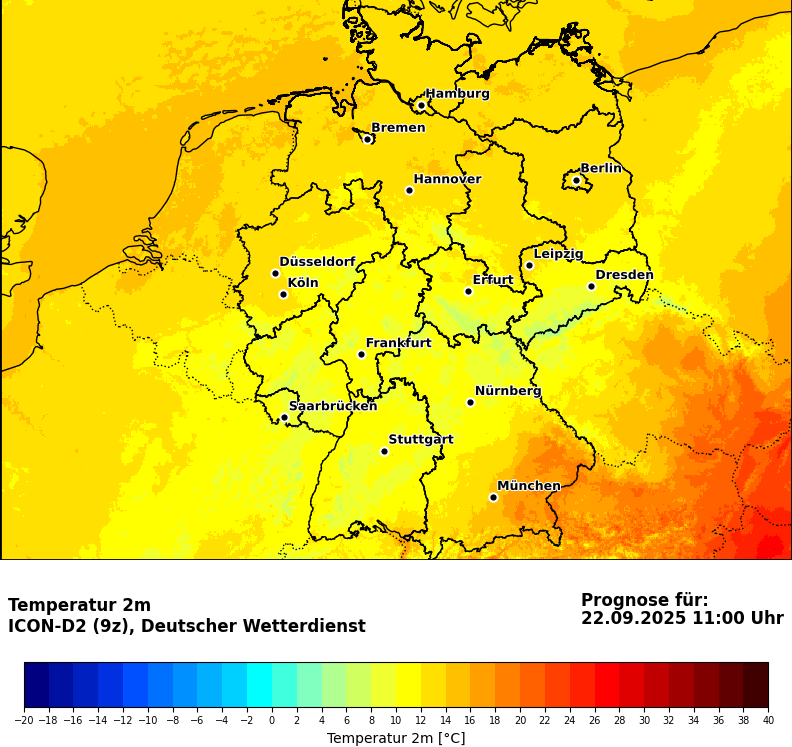 Hamburg
Bremen
Berlin
Hannover
Leipzig
Düsseldorf
Dresden
Köln
Erfurt
Frankfurt
Nürnberg
Saarbrücken
Stuttgart
München
Temperatur 2m
ICON-D2 (9z), Deutscher Wetterdienst
Prognose für:
22.09.2025 11:00 Uhr
−20 −18 −16 −14 −12 −10 −8 −6 −4 −2 0 2 4 6 8 10 12 14 16 18 20 22 24 26 28 30 32 34 36 38 40
Temperatur 2m [°C]